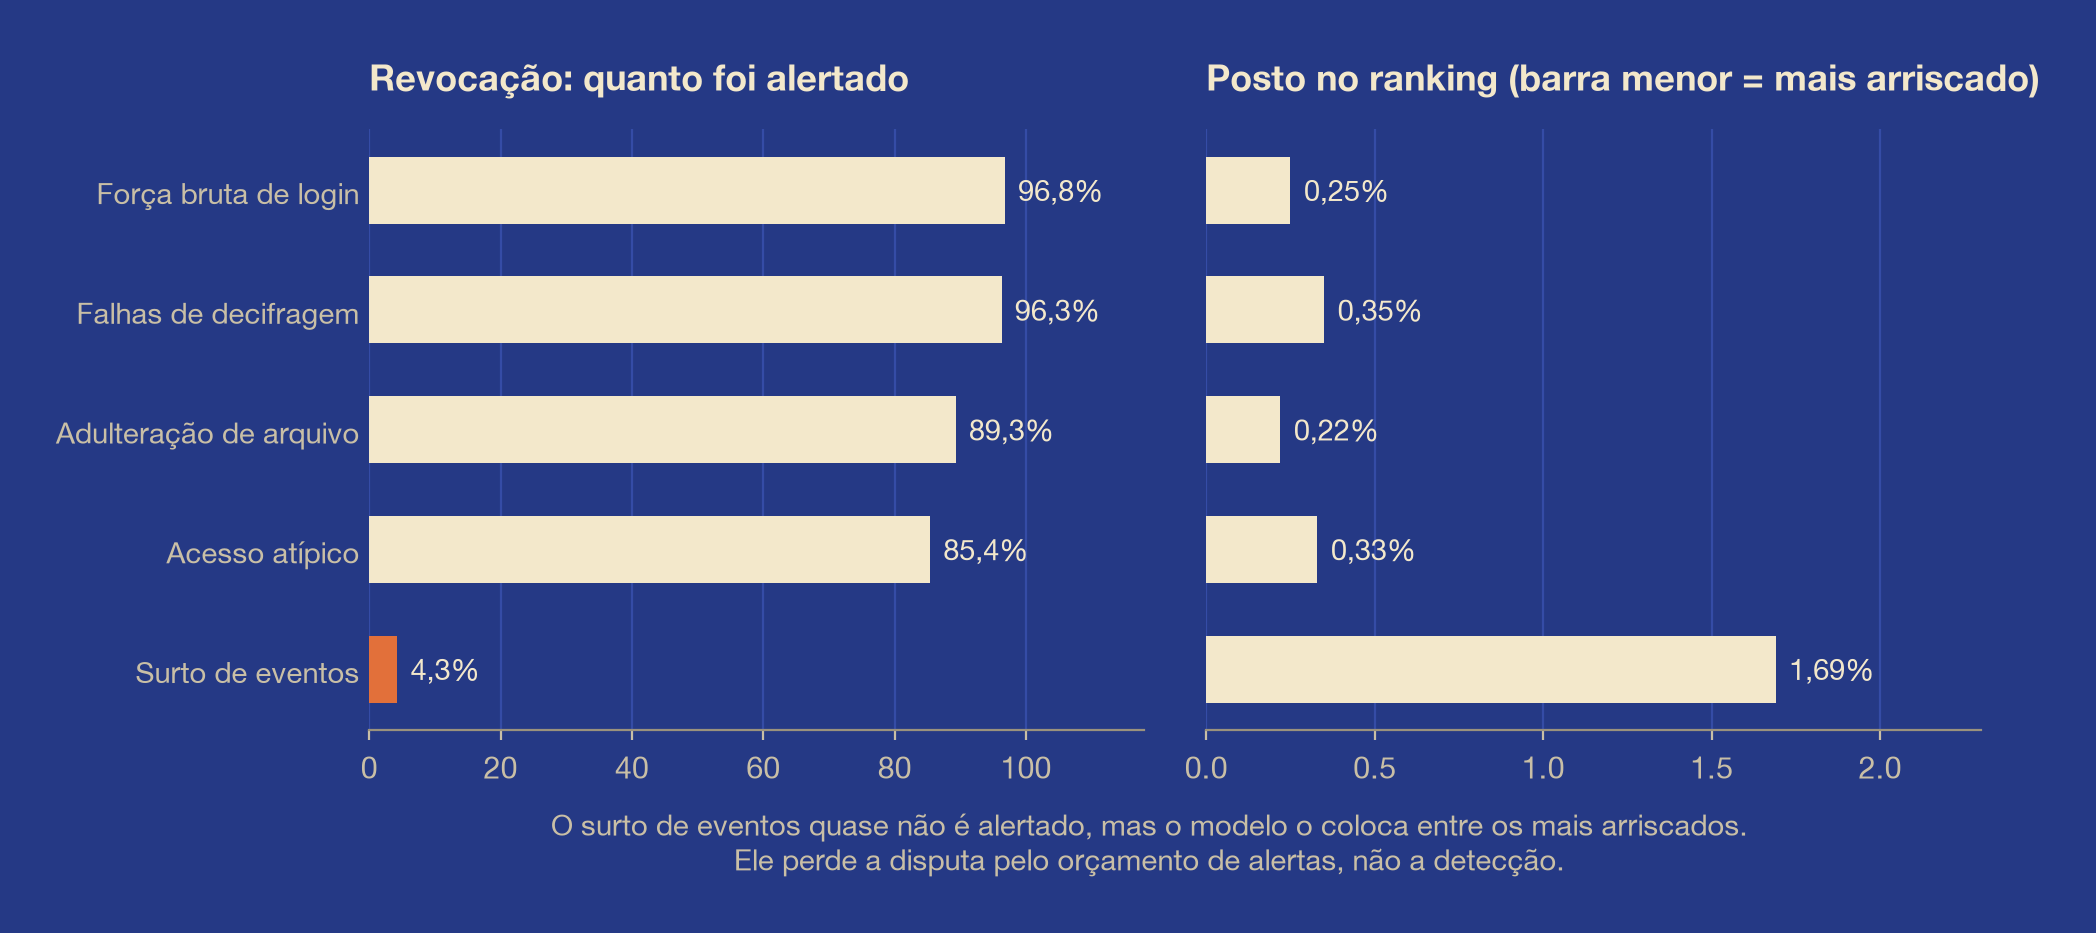 Revocação: quanto foi alertado
Posto no ranking (barra menor = mais arriscado)
Força bruta de login
96,8%
0,25%
Falhas de decifragem
96,3%
0,35%
Adulteração de arquivo
89,3%
0,22%
Acesso atípico
85,4%
0,33%
Surto de eventos
4,3%
1,69%
0 20 40 60 80 100
0.0 0.5 1.0 1.5 2.0
O surto de eventos quase não é alertado, mas o modelo o coloca entre os mais arriscados.
Ele perde a disputa pelo orçamento de alertas, não a detecção.